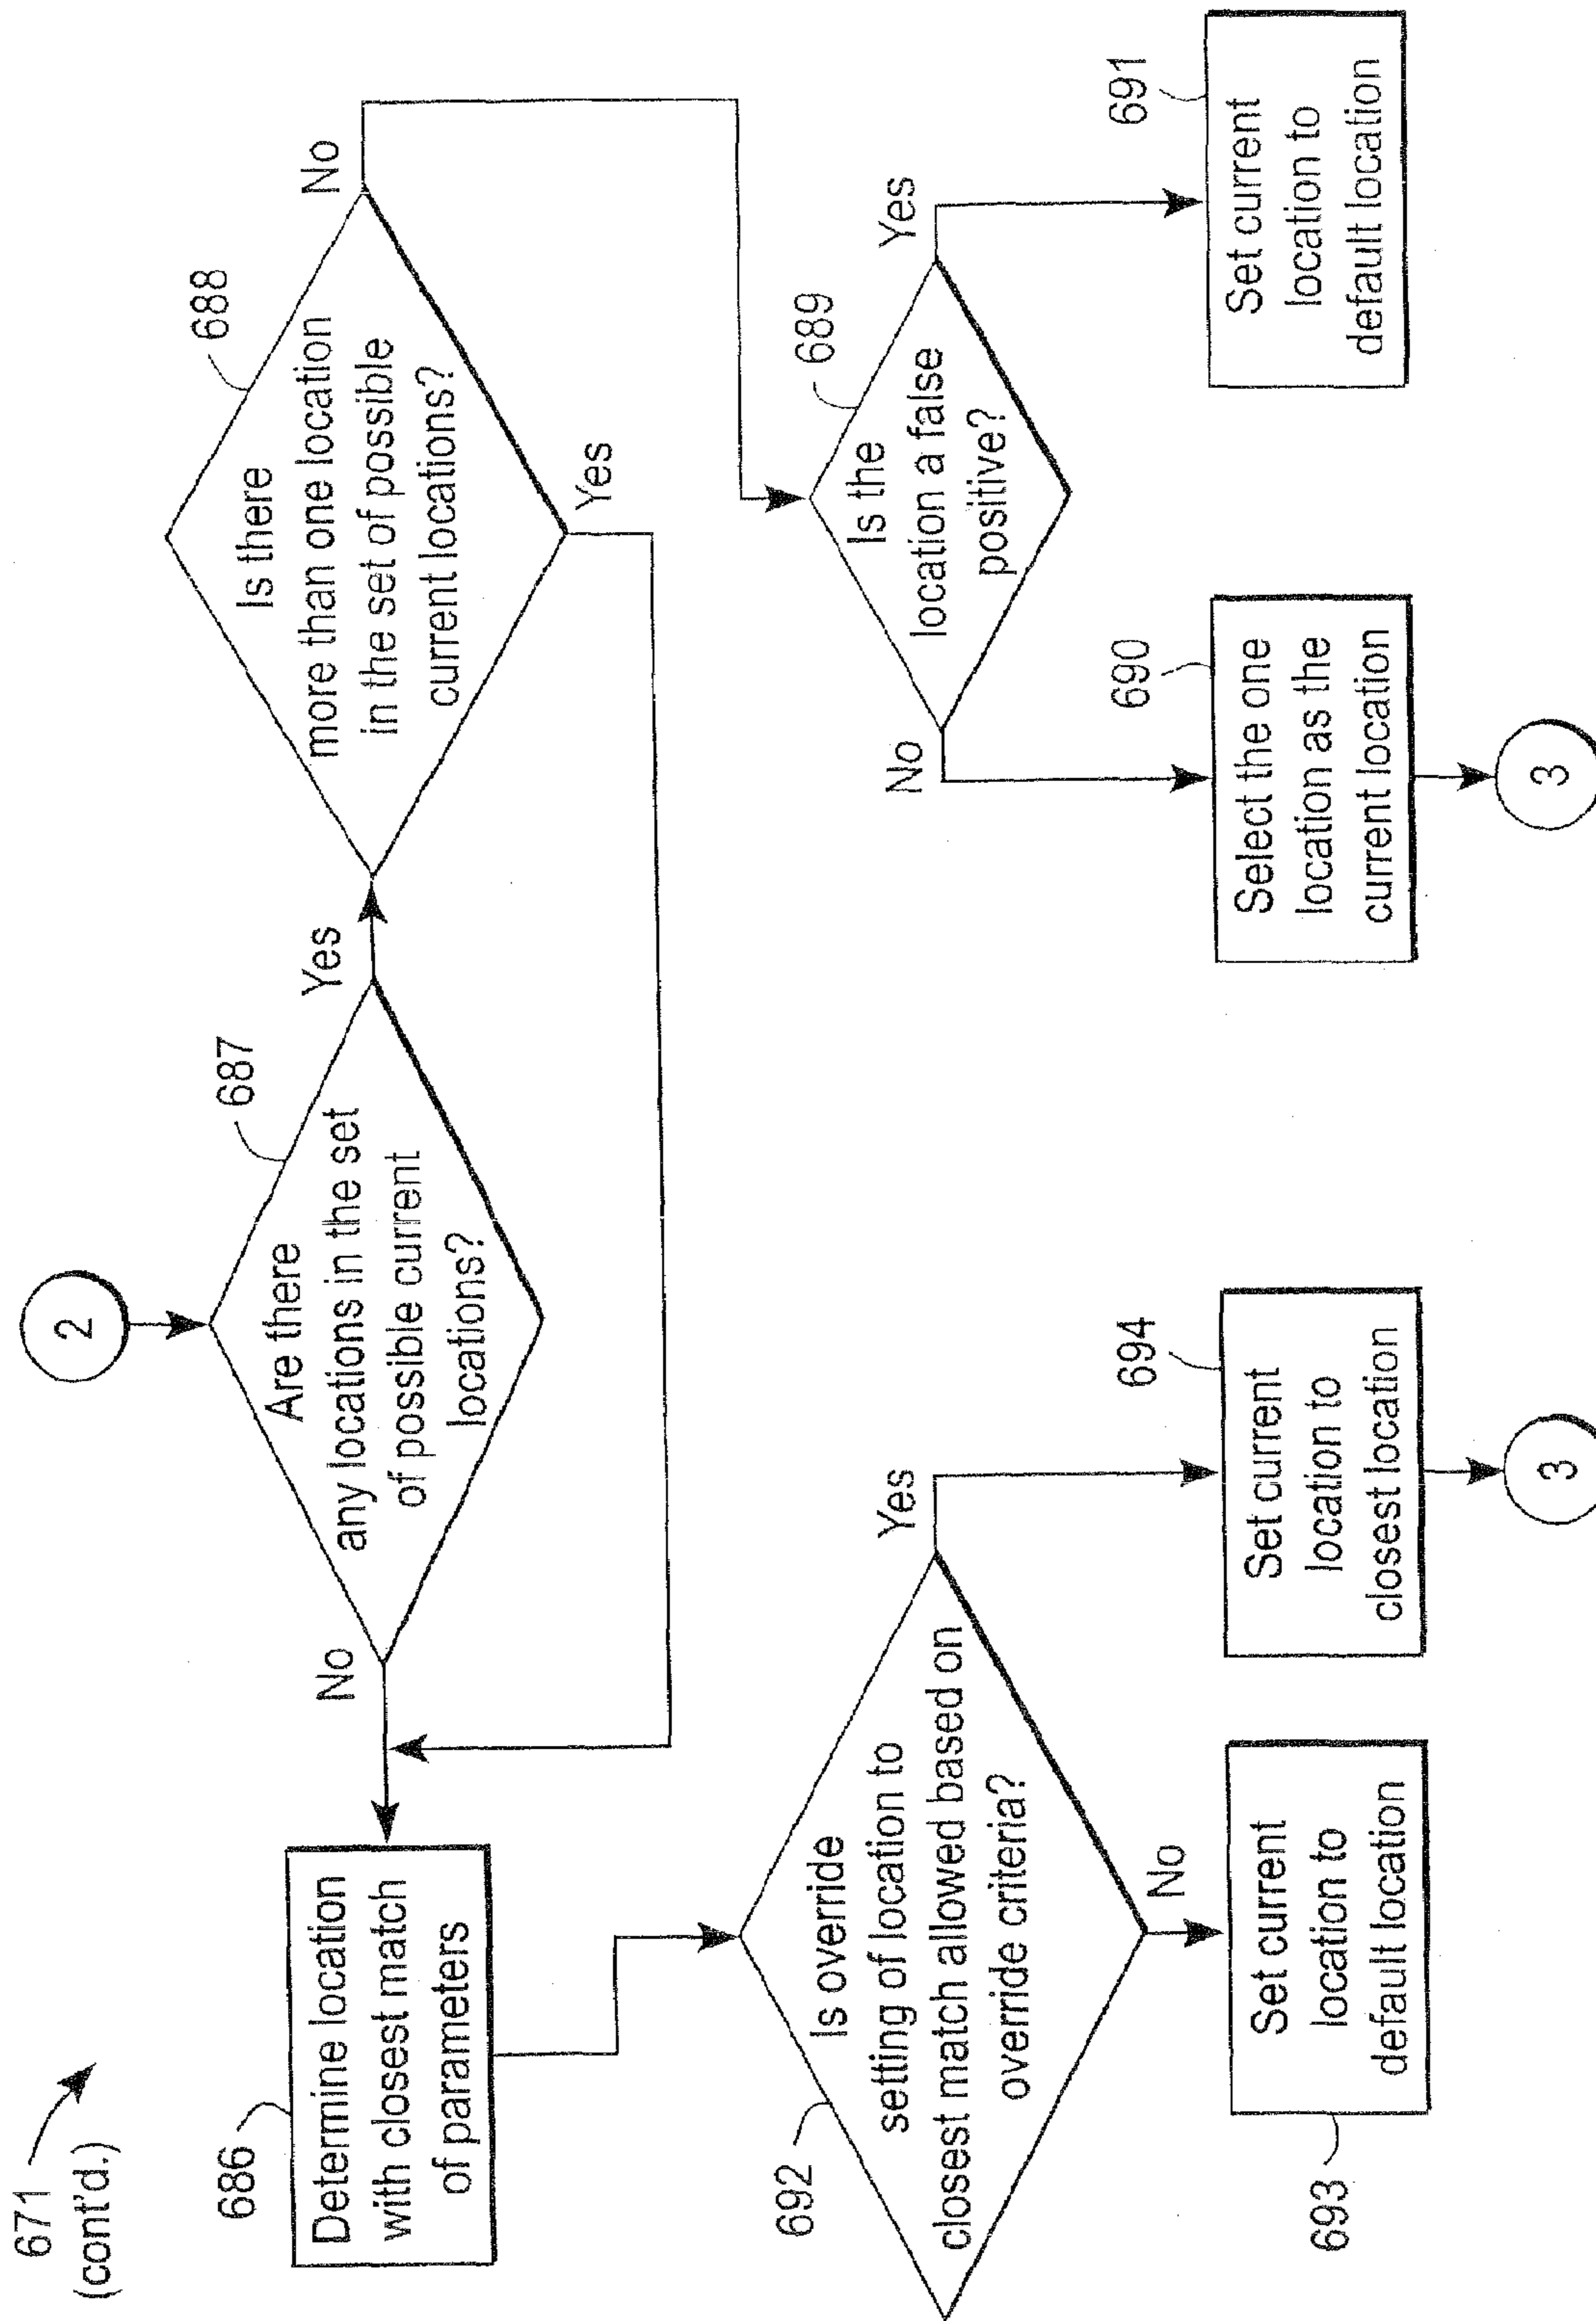 671
(cont'd.)
2
687
Are there
any locations in the set
of possible current
locations?
No
Yes
688
Is there
more than one location
in the set of possible
current locations?
No
Yes
686
Determine location
with closest match
of parameters
692
Is override
setting of location to
closest match allowed based on
override criteria?
Yes
No
693
Set current
location to
default location
694
Set current
location to
closest location
3
689
Is the
location a false
positive?
No
Yes
690
Select the one
location as the
current location
3
691
Set current
location to
default location